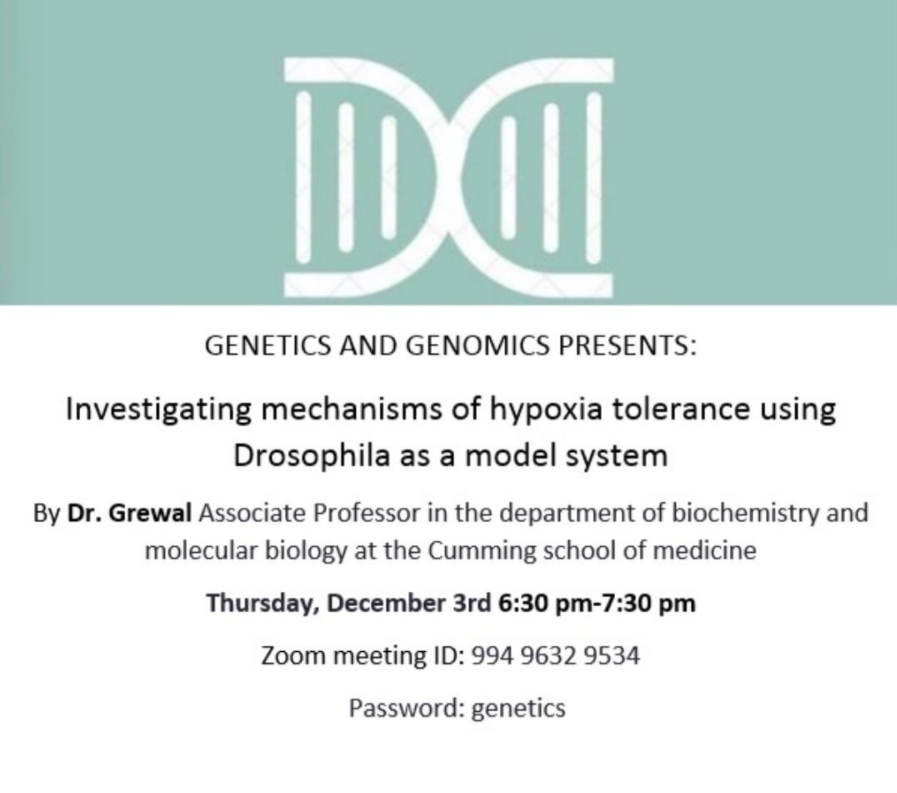 GENETICS AND GENOMICS PRESENTS:
Investigating mechanisms of hypoxia tolerance using
Drosophila as a model system
By Dr. Grewal Associate Professor in the department of biochemistry and
molecular biology at the Cumming school of medicine
Thursday, December 3rd 6:30 pm-7:30 pm
Zoom meeting ID: 994 9632 9534
Password: genetics